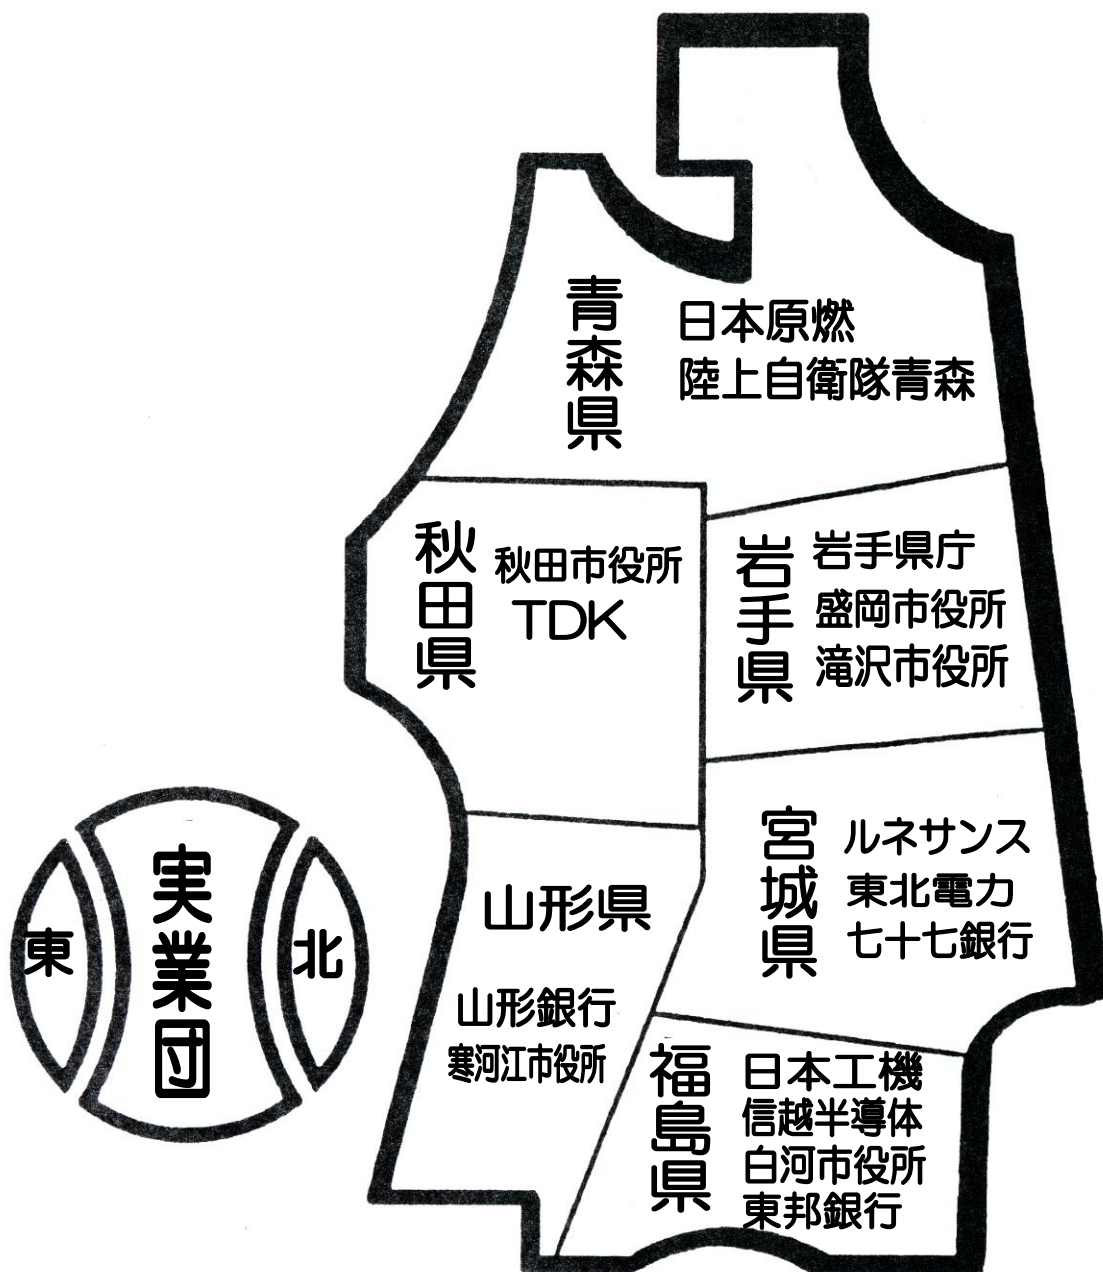 青森県
日本原燃
陸上自衛隊青森
秋田県
秋田市役所
TDK
岩手県
岩手県庁
盛岡市役所
滝沢市役所
宮城県
ルネサンス
東北電力
七十七銀行
山形県
山形銀行
寒河江市役所
福島県
日本工機
信越半導体
白河市役所
東邦銀行
東
実業団
北